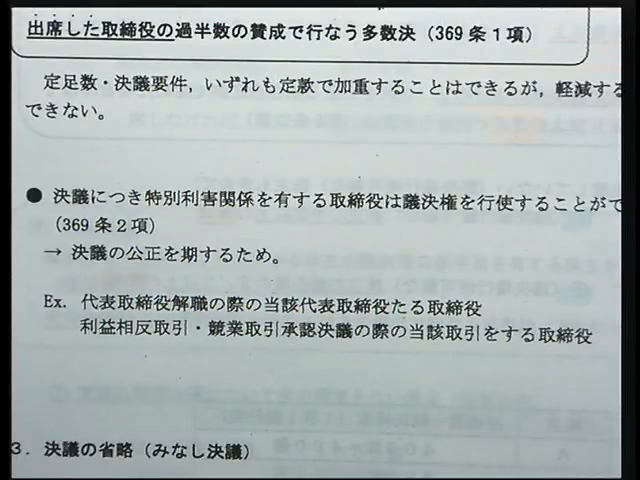 出席した取締役の過半数の賛成で行なう多数決（369条1項）
定足数・決議要件，いずれも定款で加重することはできるが，軽減する
できない。
● 決議につき特別利害関係を有する取締役は議決権を行使することがで
（369条2項）
→ 決議の公正を期するため。
Ex. 代表取締役解職の際の当該代表取締役たる取締役
利益相反取引・競業取引承認決議の際の当該取引をする取締役
3．決議の省略（みなし決議）